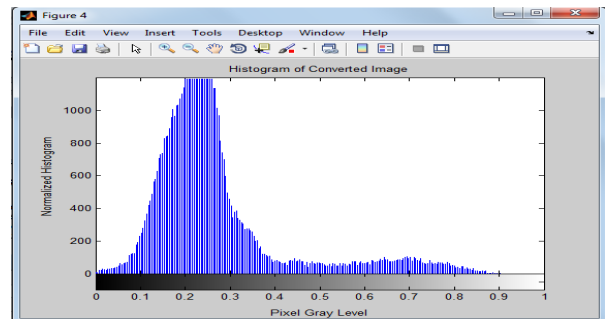 Figure 4
File Edit View Insert Tools Desktop Window Help
Histogram of Converted Image
Normalized Histogram
1000
800
600
400
200
0
0 0.1 0.2 0.3 0.4 0.5 0.6 0.7 0.8 0.9 1
Pixel Gray Level